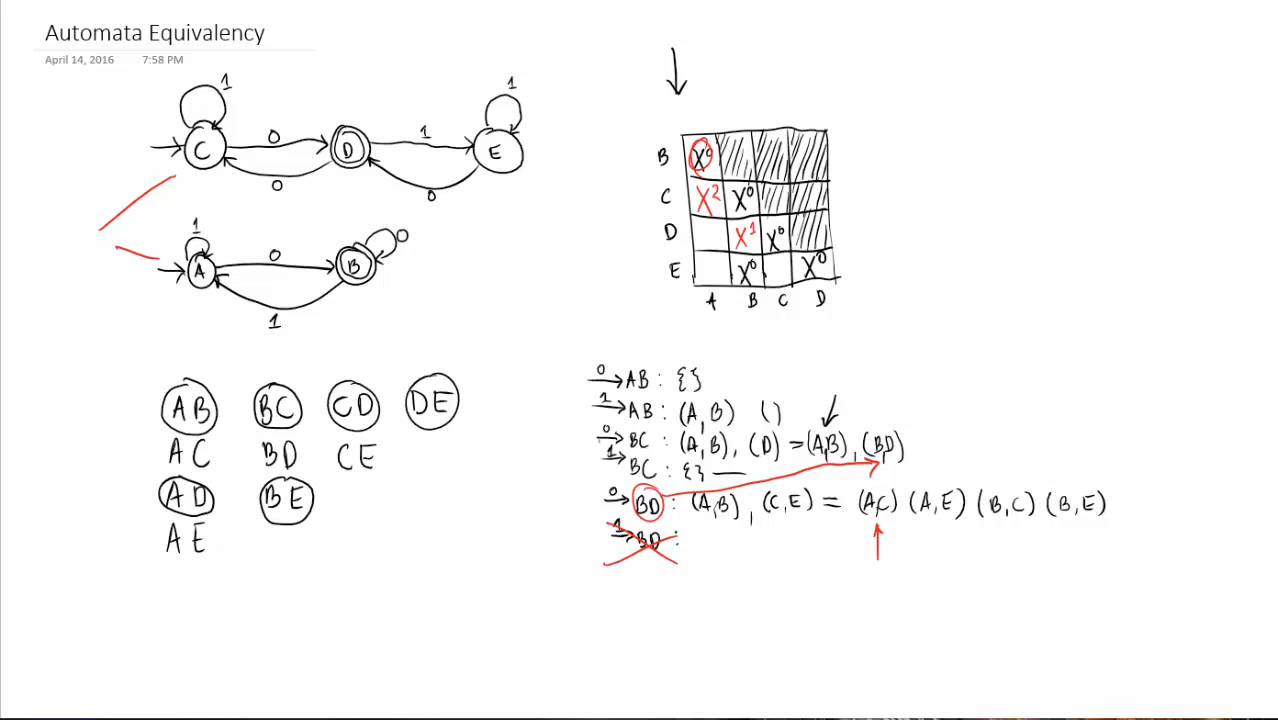 Automata Equivalency
April 14, 2016 7:58 PM
1 1
C 0 D 1 E
0 0
1 0
A 0 B
1
B X⁰
C X² X⁰
D X¹ X⁰
E X⁰ X⁰
A B C D
AB BC CD DE
AC BD CE
AD BE
AE
0 AB : {}
1 AB : (A, B) ()
0 BC : (A, B), (D) = (A,B), (B,D)
1 BC : {} —
0 BD : (A,B), (C,E) = (A,C) (A,E) (B,C) (B,E)
1 BD :